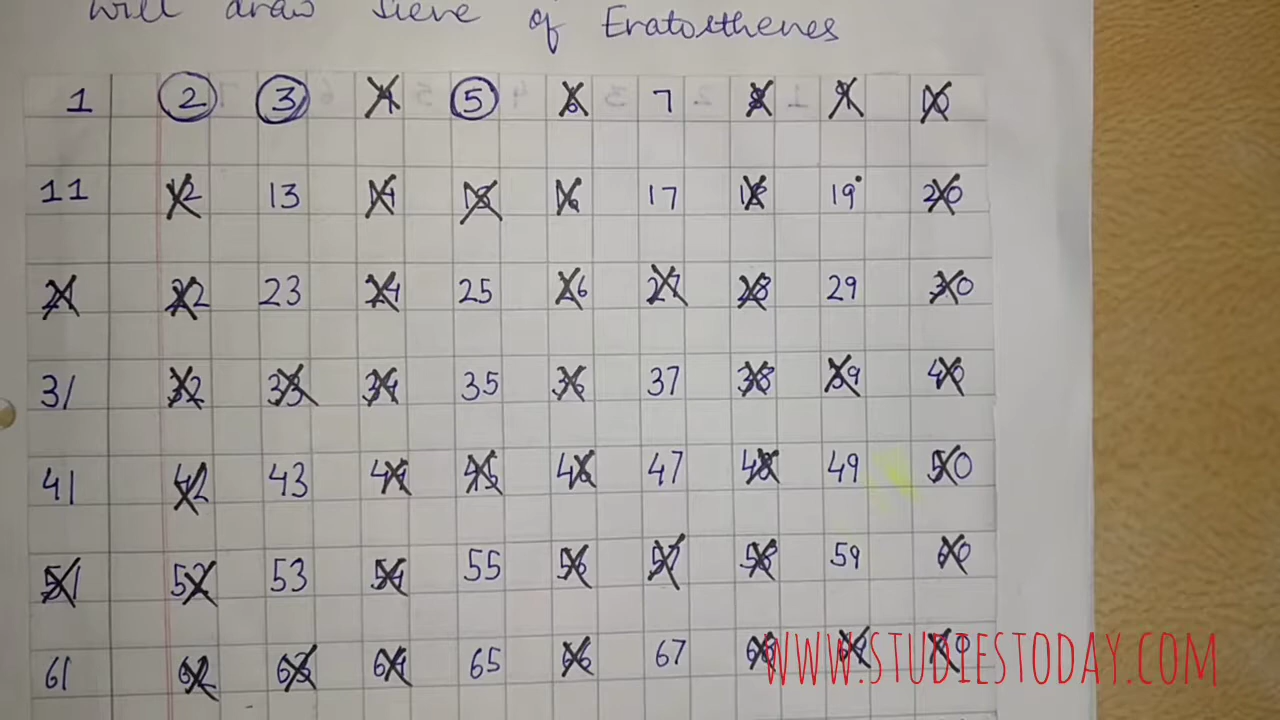 will draw sieve of Eratosthenes
1 2 3 4 5 6 7 8 9 10
11 12 13 14 15 16 17 18 19 20
21 22 23 24 25 26 27 28 29 30
31 32 33 34 35 36 37 38 39 40
41 42 43 44 45 46 47 48 49 50
51 52 53 54 55 56 57 58 59 60
61 62 63 64 65 66 67 68 69 70
WWW.STUDIESTODAY.COM